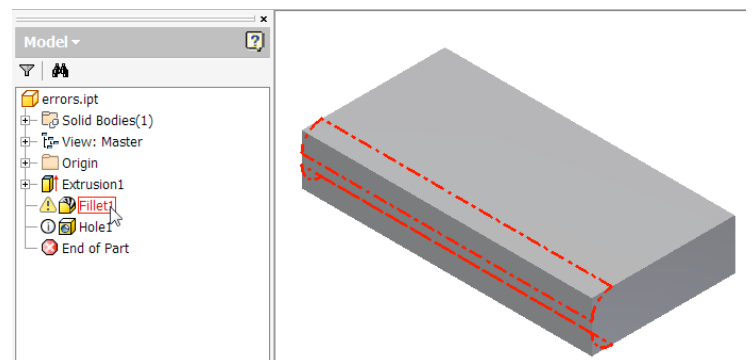 Model
errors.ipt
Solid Bodies(1)
View: Master
Origin
Extrusion1
Fillet1
Hole1
End of Part